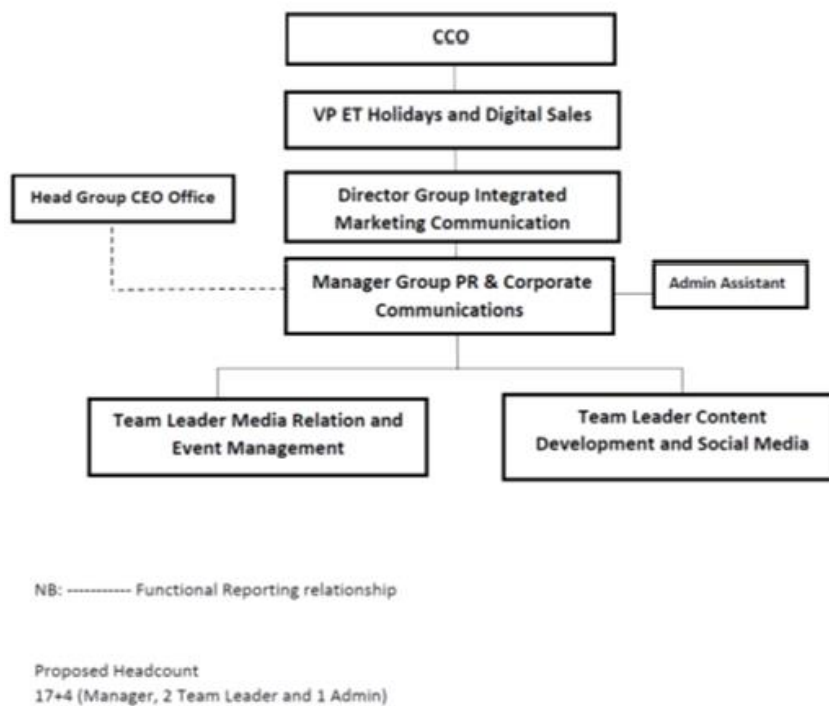 CCO
VP ET Holidays and Digital Sales
Head Group CEO Office
Director Group Integrated
Marketing Communication
Manager Group PR & Corporate
Communications
Admin Assistant
Team Leader Media Relation and
Event Management
Team Leader Content
Development and Social Media
NB: ----------- Functional Reporting relationship
Proposed Headcount
17+4 (Manager, 2 Team Leader and 1 Admin)